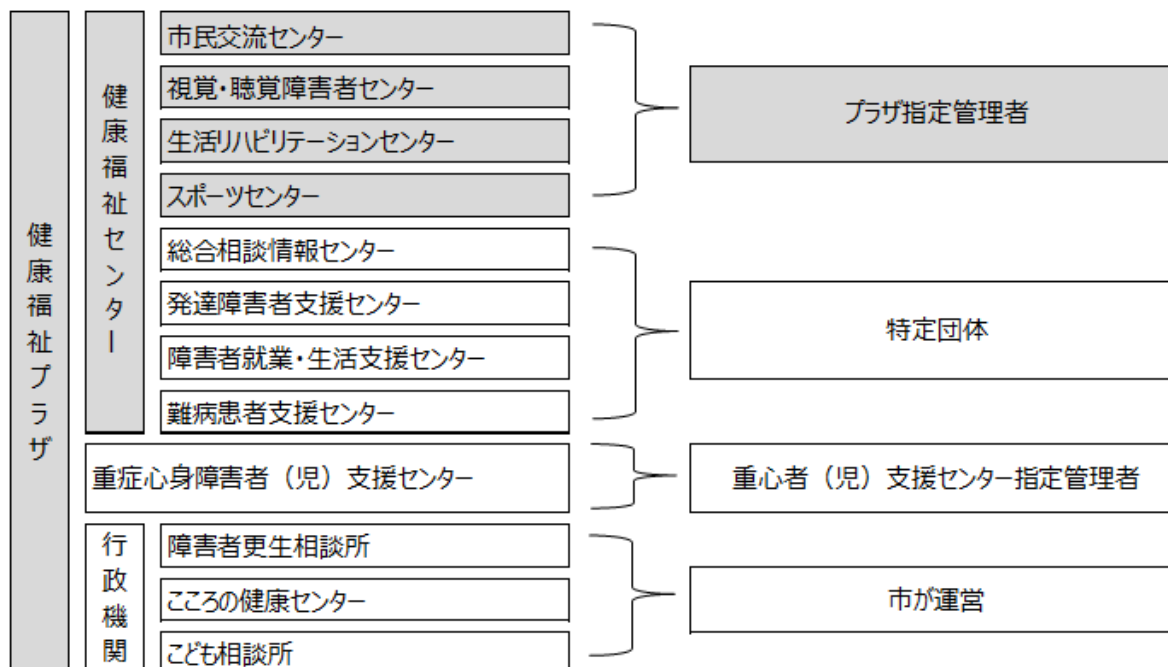 健康福祉プラザ
健康福祉センター
市民交流センター
視覚・聴覚障害者センター
生活リハビリテーションセンター
スポーツセンター
プラザ指定管理者
総合相談情報センター
発達障害者支援センター
障害者就業・生活支援センター
難病患者支援センター
特定団体
重症心身障害者（児）支援センター
重心者（児）支援センター指定管理者
行政機関
障害者更生相談所
こころの健康センター
こども相談所
市が運営